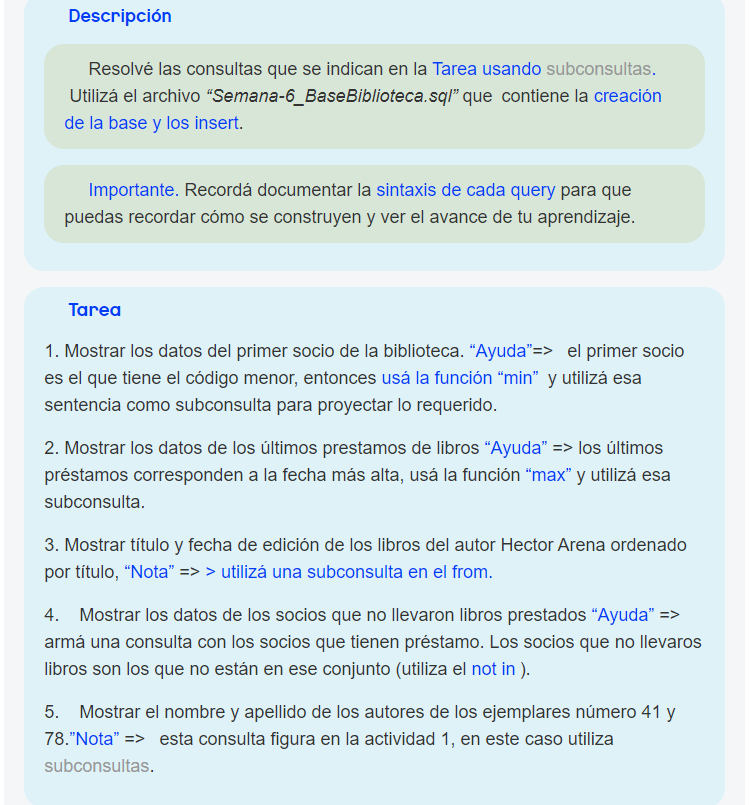 Descripción
Resolvé las consultas que se indican en la Tarea usando subconsultas.
Utilizá el archivo “Semana-6_BaseBiblioteca.sql” que contiene la creación
de la base y los insert.
Importante. Recordá documentar la sintaxis de cada query para que
puedas recordar cómo se construyen y ver el avance de tu aprendizaje.
Tarea
1. Mostrar los datos del primer socio de la biblioteca. “Ayuda”=> el primer socio
es el que tiene el código menor, entonces usá la función “min” y utilizá esa
sentencia como subconsulta para proyectar lo requerido.
2. Mostrar los datos de los últimos prestamos de libros “Ayuda” => los últimos
préstamos corresponden a la fecha más alta, usá la función “max” y utilizá esa
subconsulta.
3. Mostrar título y fecha de edición de los libros del autor Hector Arena ordenado
por título, “Nota” => > utilizá una subconsulta en el from.
4. Mostrar los datos de los socios que no llevaron libros prestados “Ayuda” =>
armá una consulta con los socios que tienen préstamo. Los socios que no llevaros
libros son los que no están en ese conjunto (utiliza el not in ).
5. Mostrar el nombre y apellido de los autores de los ejemplares número 41 y
78.”Nota” => esta consulta figura en la actividad 1, en este caso utiliza
subconsultas.